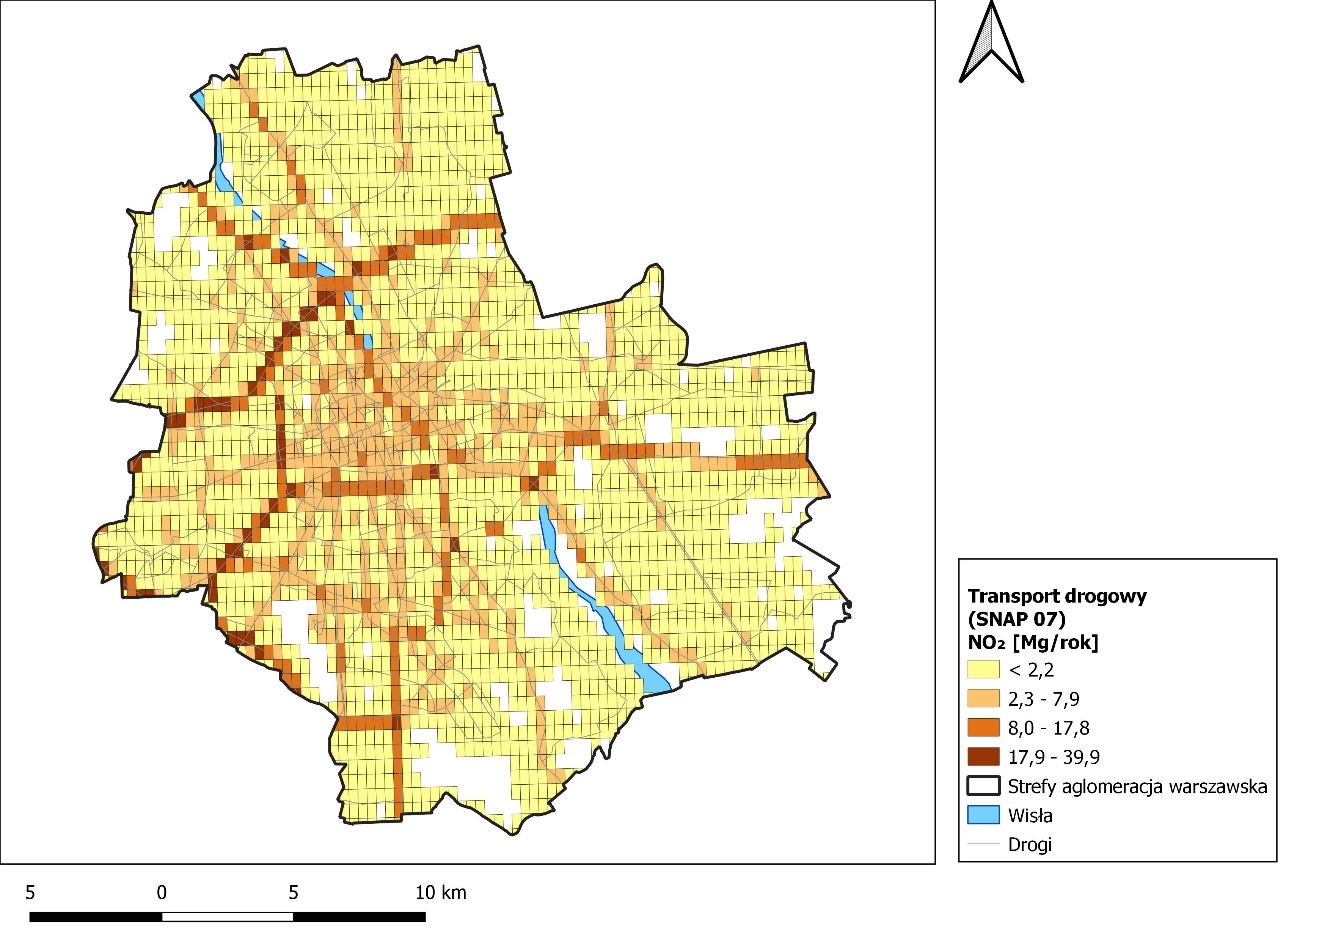 Transport drogowy
(SNAP 07)
NO₂ [Mg/rok]
< 2,2
2,3 - 7,9
8,0 - 17,8
17,9 - 39,9
Strefy aglomeracja warszawska
Wisła
Drogi
5 0 5 10 km